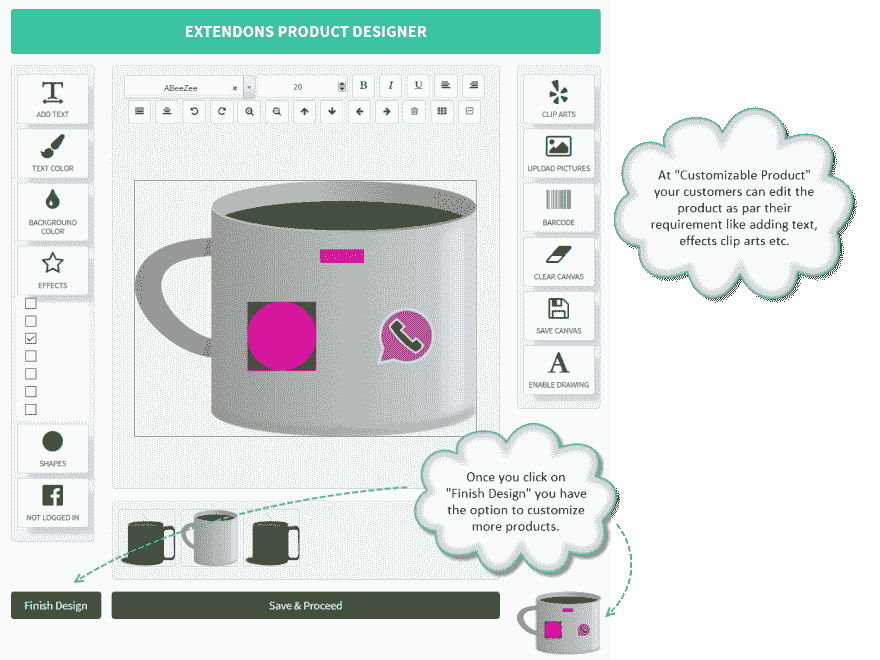 EXTENDONS PRODUCT DESIGNER
ADD TEXT
TEXT COLOR
BACKGROUND
COLOR
EFFECTS
SHAPES
NOT LOGGED IN
ABeeZee × 20 B I U
CLIP ARTS
UPLOAD PICTURES
BARCODE
CLEAR CANVAS
SAVE CANVAS
A
ENABLE DRAWING
At "Customizable Product"
your customers can edit the
product as par their
requirement like adding text,
effects clip arts etc.
Once you click on
"Finish Design" you have
the option to customize
more products.
Finish Design
Save & Proceed